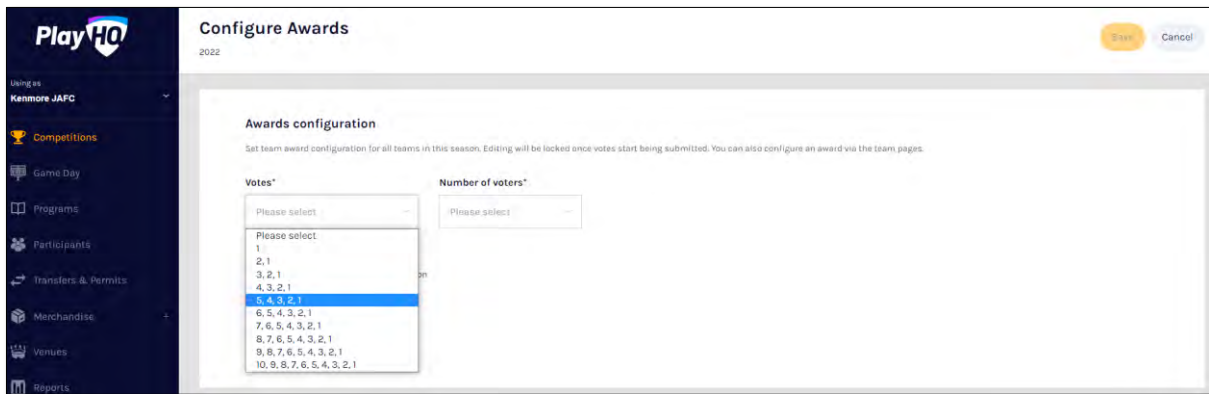 PlayHQ
Using as
Kenmore JAFC
Competitions
Game Day
Programs
Participants
Transfers & Permits
Merchandise
Venues
Reports
Configure Awards
2022
Save
Cancel
Awards configuration
Set team award configuration for all teams in this season. Editing will be locked once votes start being submitted. You can also configure an award via the team pages.
Votes*
Number of voters*
Please select
Please select
Please select
1
2, 1
3, 2, 1
4, 3, 2, 1
5, 4, 3, 2, 1
6, 5, 4, 3, 2, 1
7, 6, 5, 4, 3, 2, 1
8, 7, 6, 5, 4, 3, 2, 1
9, 8, 7, 6, 5, 4, 3, 2, 1
10, 9, 8, 7, 6, 5, 4, 3, 2, 1
on